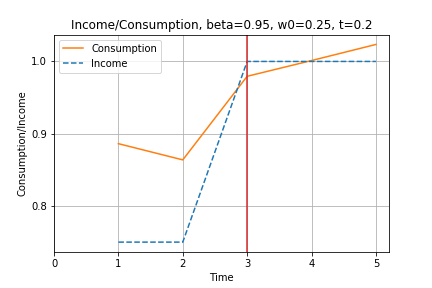 Income/Consumption, beta=0.95, w0=0.25, t=0.2
Consumption
Income
Consumption/Income
1.0
0.9
0.8
0
1
2
3
4
5
Time